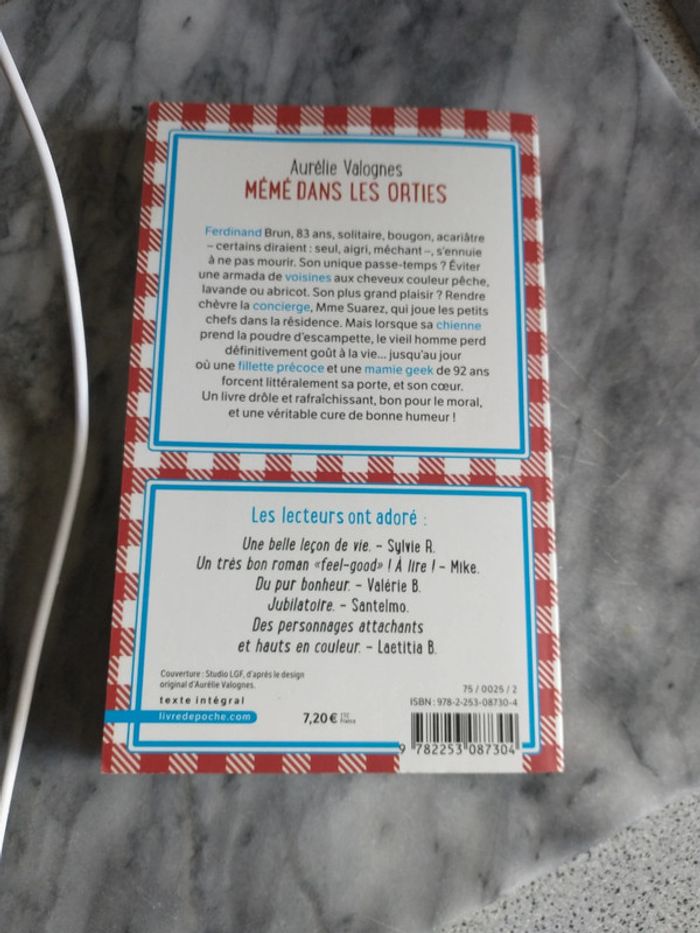 Aurélie Valognes
MÉMÉ DANS LES ORTIES
Ferdinand Brun, 83 ans, solitaire, bougon, acariâtre
– certains diraient : seul, aigri, méchant –, s'ennuie
à ne pas mourir. Son unique passe-temps ? Éviter
une armada de voisines aux cheveux couleur pêche,
lavande ou abricot. Son plus grand plaisir ? Rendre
chèvre la concierge, Mme Suarez, qui joue les petits
chefs dans la résidence. Mais lorsque sa chienne
prend la poudre d'escampette, le vieil homme perd
définitivement goût à la vie... jusqu'au jour
où une fillette précoce et une mamie geek de 92 ans
forcent littéralement sa porte, et son cœur.
Un livre drôle et rafraîchissant, bon pour le moral,
et une véritable cure de bonne humeur !
Les lecteurs ont adoré :
Une belle leçon de vie. – Sylvie R.
Un très bon roman «feel-good» ! À lire ! – Mike.
Du pur bonheur. – Valérie B.
Jubilatoire. – Santelmo.
Des personnages attachants
et hauts en couleur. – Laetitia B.
Couverture : Studio LGF, d'après le design
original d'Aurélie Valognes.
texte intégral
livredepoche.com
7,20 € TTC
France
75 / 0025 / 2
ISBN : 978-2-253-08730-4
9 782253 087304